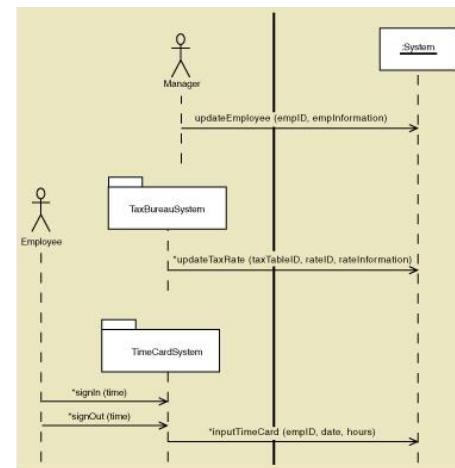 :System
Manager
updateEmployee (empID, empInformation)
TaxBureauSystem
Employee
*updateTaxRate (taxTableID, rateID, rateInformation)
TimeCardSystem
*signIn (time)
*signOut (time)
*inputTimeCard (empID, date, hours)